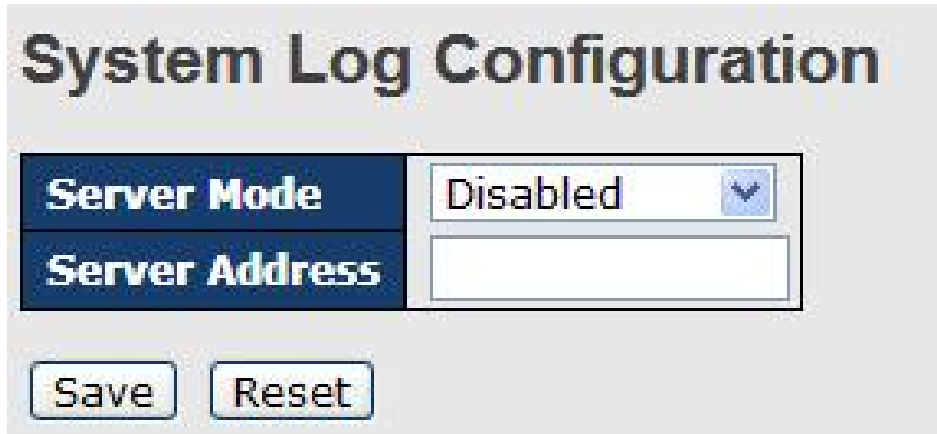 System Log Configuration
Server Mode Disabled
Server Address
Save Reset